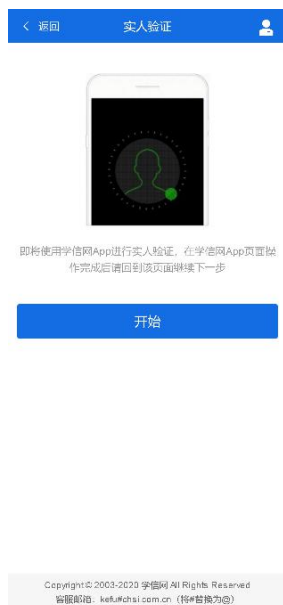 返回
实人验证
即将使用学信网App进行实人验证，在学信网App页面操
作完成后请回到该页面继续下一步
开始
Copyright© 2003-2020 学信网 All Rights Reserved
客服邮箱：kefu#chsi.com.cn（将#替换为@）